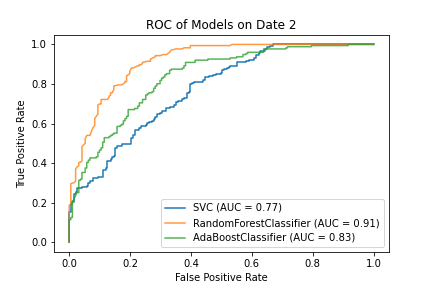 ROC of Models on Date 2
True Positive Rate
1.0
0.8
0.6
0.4
0.2
0.0
SVC (AUC = 0.77)
RandomForestClassifier (AUC = 0.91)
AdaBoostClassifier (AUC = 0.83)
0.0 0.2 0.4 0.6 0.8 1.0
False Positive Rate